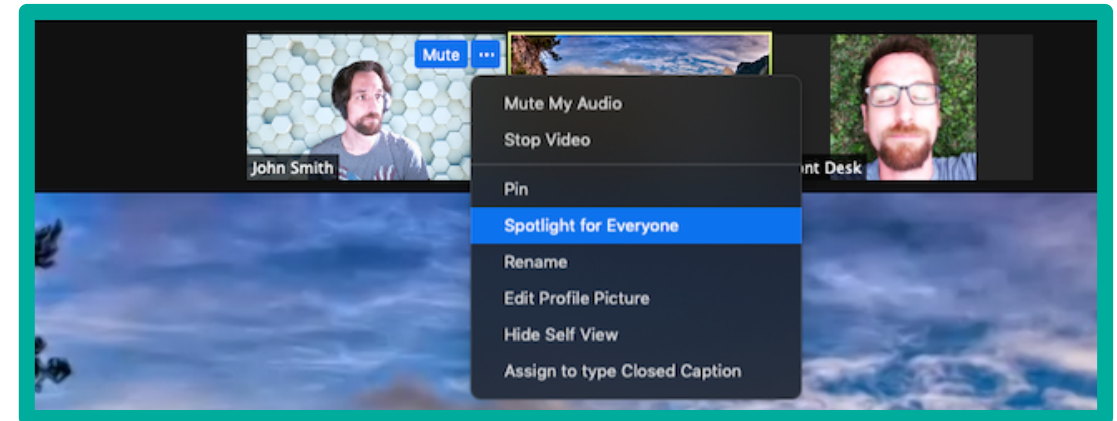 Mute ...
John Smith
Mute My Audio
Stop Video
Pin
Spotlight for Everyone
Rename
Edit Profile Picture
Hide Self View
Assign to type Closed Caption
nt Desk